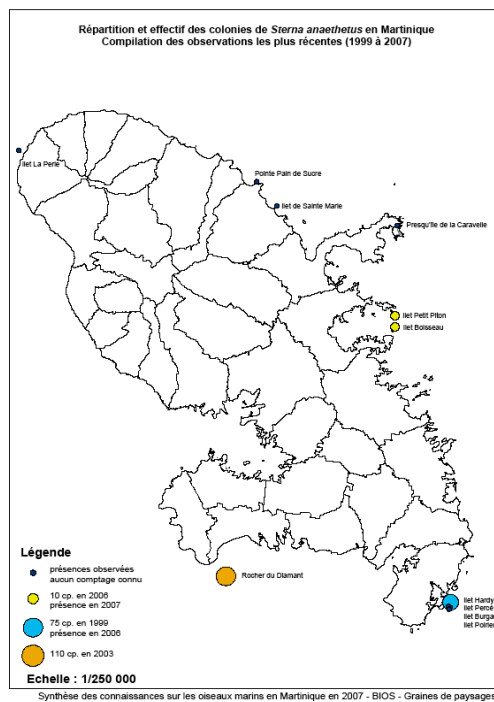 Répartition et effectif des colonies de Sterna anaethetus en Martinique
Compilation des observations les plus récentes (1999 à 2007)
Ilet La Perle
Pointe Pain de Sucre
Ilet de Sainte Marie
Presqu'île de la Caravelle
Ilet Petit Piton
Ilet Boisseau
Rocher du Diamant
Ilet Hardy
Ilet Percé
Ilet Burga
Ilet Poirier
Légende
présences observées
aucun comptage connu
10 cp. en 2006
présence en 2007
75 cp. en 1999
présence en 2006
110 cp. en 2003
Echelle : 1/250 000
Synthèse des connaissances sur les oiseaux marins en Martinique en 2007 - BIOS - Graines de paysages